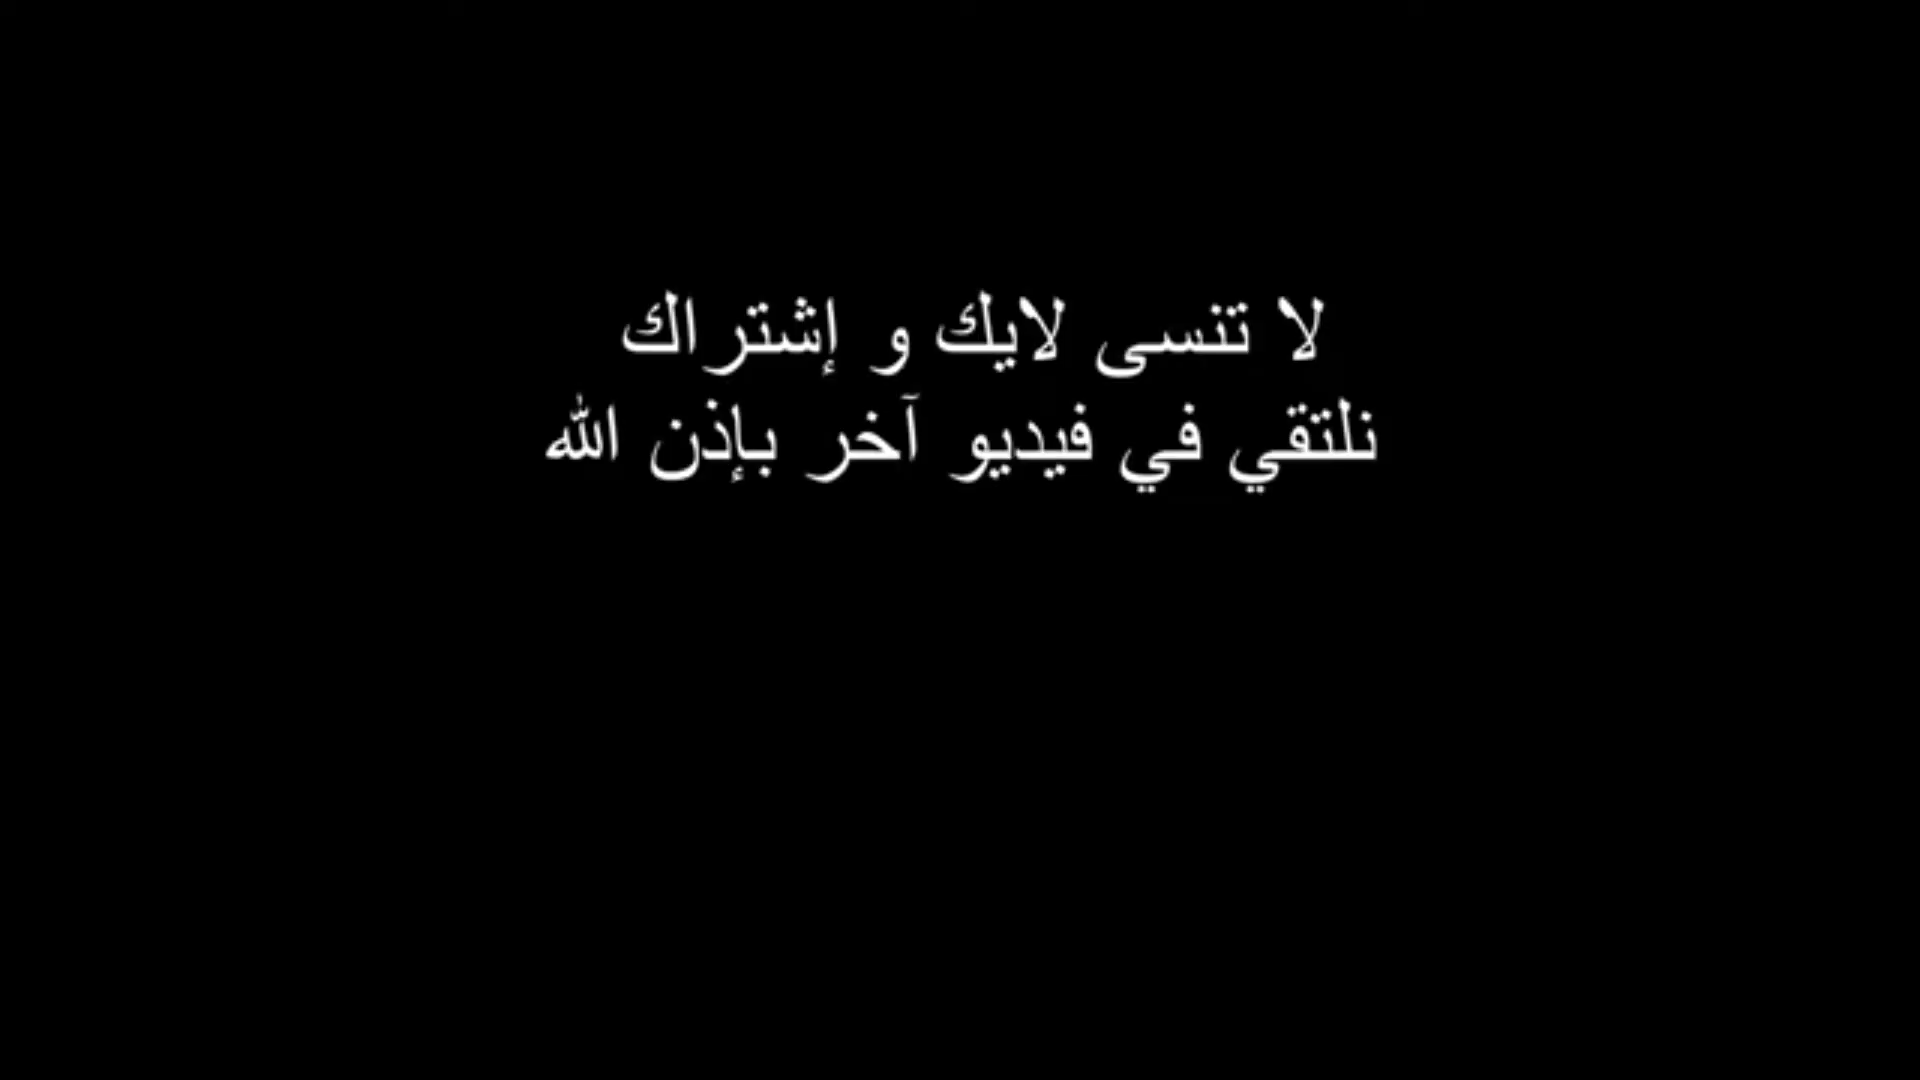 لا تنسى لايك و إشتراك
نلتقي في فيديو آخر بإذن الله